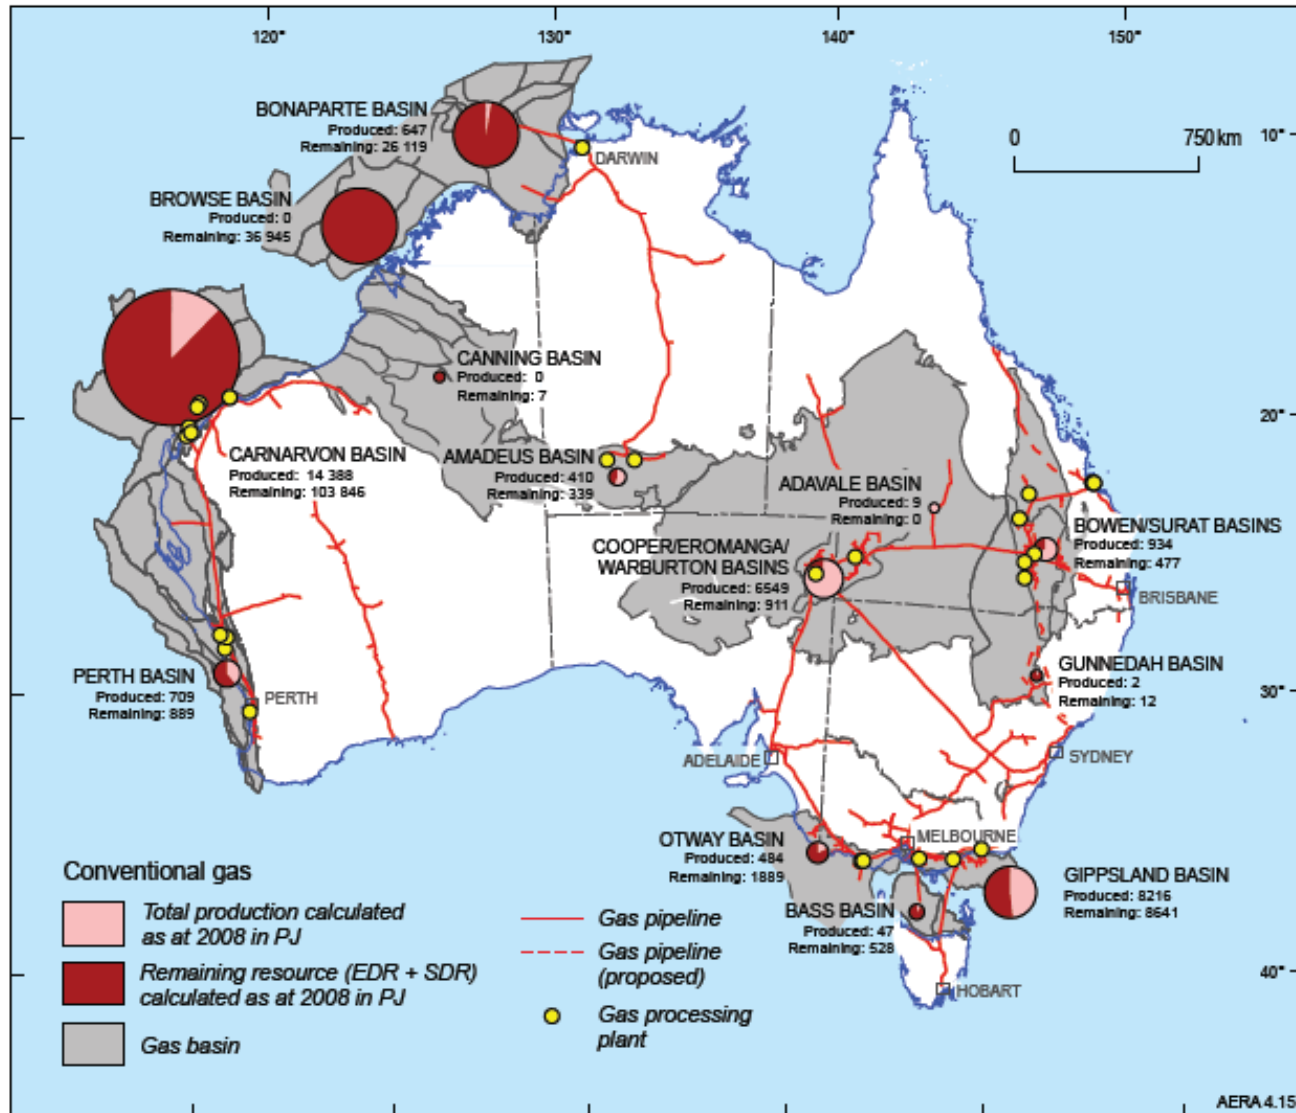 120°
130°
140°
150°
BONAPARTE BASIN
Produced: 647
Remaining: 26 119
DARWIN
0
750 km
10°
BROWSE BASIN
Produced: 0
Remaining: 36 945
CANNING BASIN
Produced: 0
Remaining: 7
20°
CARNARVON BASIN
Produced: 14 388
Remaining: 103 846
AMADEUS BASIN
Produced: 410
Remaining: 339
ADAVALE BASIN
Produced: 9
Remaining: 0
BOWEN/SURAT BASINS
Produced: 934
Remaining: 477
COOPER/EROMANGA/
WARBURTON BASINS
Produced: 6549
Remaining: 911
BRISBANE
PERTH BASIN
Produced: 709
Remaining: 889
PERTH
GUNNEDAH BASIN
Produced: 2
Remaining: 12
30°
ADELAIDE
SYDNEY
OTWAY BASIN
Produced: 484
Remaining: 1889
MELBOURNE
GIPPSLAND BASIN
Produced: 8216
Remaining: 8641
BASS BASIN
Produced: 47
Remaining: 528
HOBART
40°
Conventional gas
Total production calculated
as at 2008 in PJ
Remaining resource (EDR + SDR)
calculated as at 2008 in PJ
Gas basin
Gas pipeline
Gas pipeline
(proposed)
Gas processing
plant
AERA 4.15